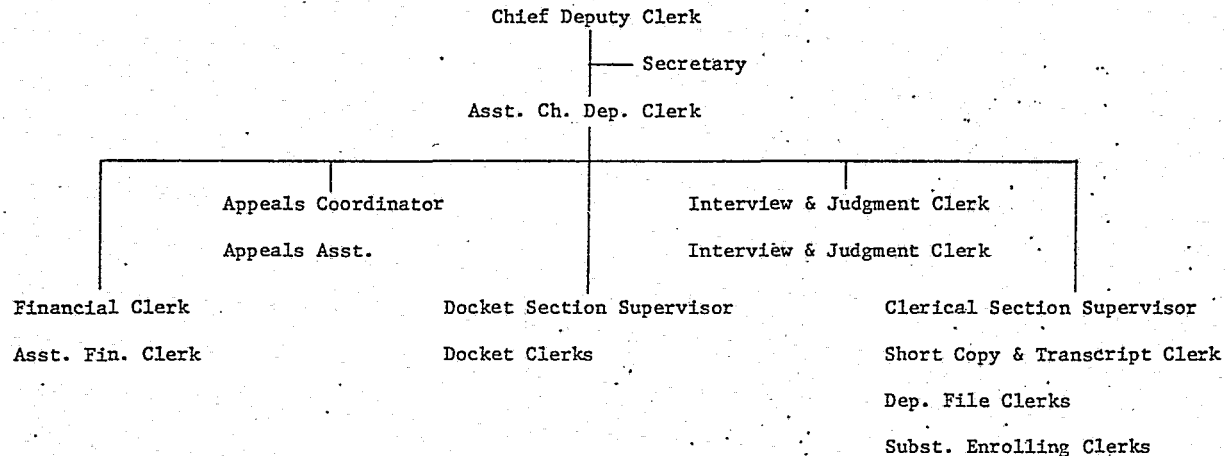 Chief Deputy Clerk
Secretary
Asst. Ch. Dep. Clerk
Appeals Coordinator
Appeals Asst.
Interview & Judgment Clerk
Interview & Judgment Clerk
Financial Clerk
Asst. Fin. Clerk
Docket Section Supervisor
Docket Clerks
Clerical Section Supervisor
Short Copy & Transcript Clerk
Dep. File Clerks
Subst. Enrolling Clerks